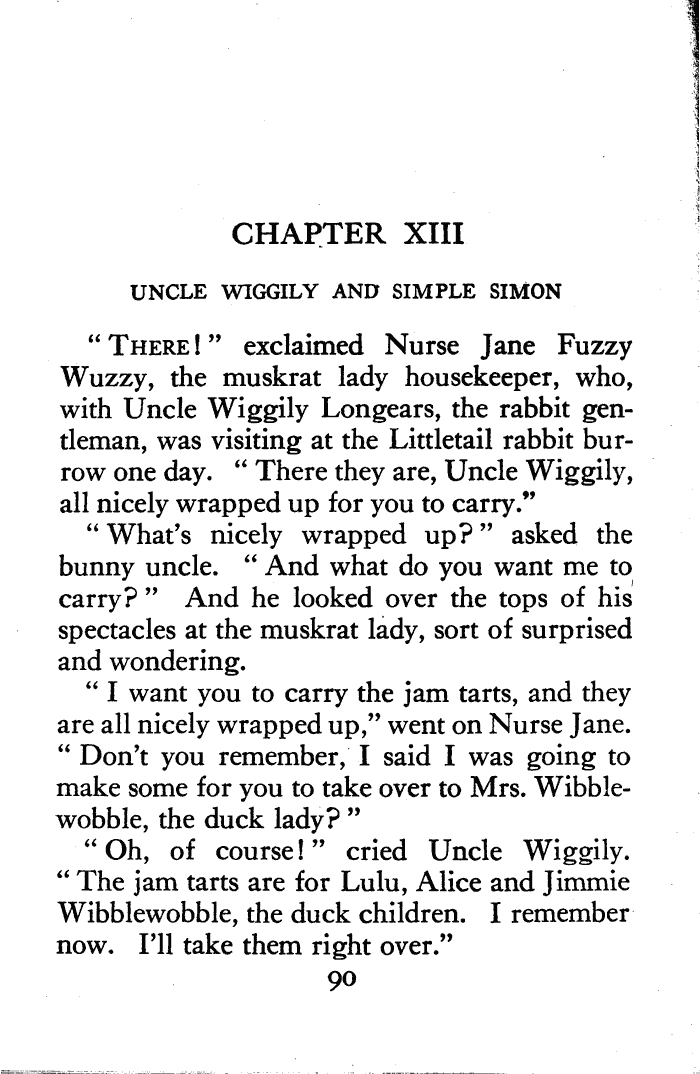 CHAPTER XIII
UNCLE WIGGILY AND SIMPLE SIMON
“ THERE! ” exclaimed Nurse Jane Fuzzy
Wuzzy, the muskrat lady housekeeper, who,
with Uncle Wiggily Longears, the rabbit gen-
tleman, was visiting at the Littletail rabbit bur-
row one day. “ There they are, Uncle Wiggily,
all nicely wrapped up for you to carry.”
“ What’s nicely wrapped up? ” asked the
bunny uncle. “ And what do you want me to
carry? ” And he looked over the tops of his
spectacles at the muskrat lady, sort of surprised
and wondering.
“ I want you to carry the jam tarts, and they
are all nicely wrapped up,” went on Nurse Jane.
“ Don’t you remember, I said I was going to
make some for you to take over to Mrs. Wibble-
wobble, the duck lady? ”
“ Oh, of course! ” cried Uncle Wiggily.
“ The jam tarts are for Lulu, Alice and Jimmie
Wibblewobble, the duck children. I remember
now. I’ll take them right over.”
90